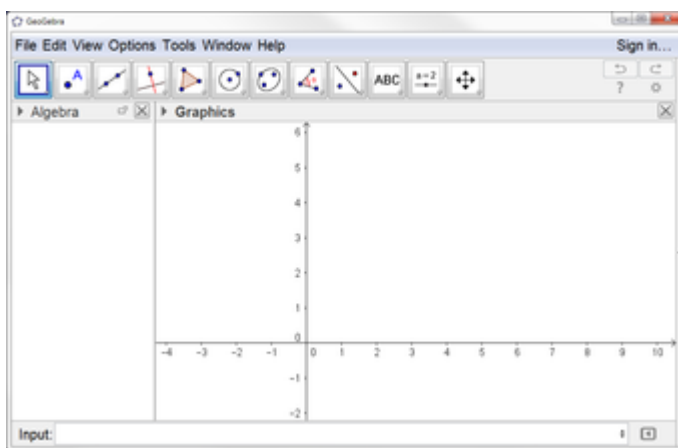 GeoGebra
File Edit View Options Tools Window Help Sign in...
A ABC a=2
?
Algebra Graphics
6
5
4
3
2
1
0
-4 -3 -2 -1 0 1 2 3 4 5 6 7 8 9 10
-1
-2
Input: